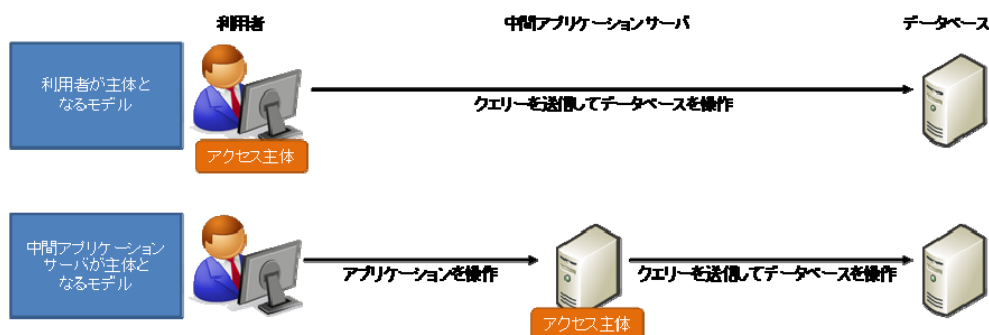 利用者
中間アプリケーションサーバ
データベース
利用者が主体と
なるモデル
クエリーを送信してデータベースを操作
アクセス主体
中間アプリケーション
サーバが主体と
なるモデル
アプリケーションを操作
クエリーを送信してデータベースを操作
アクセス主体